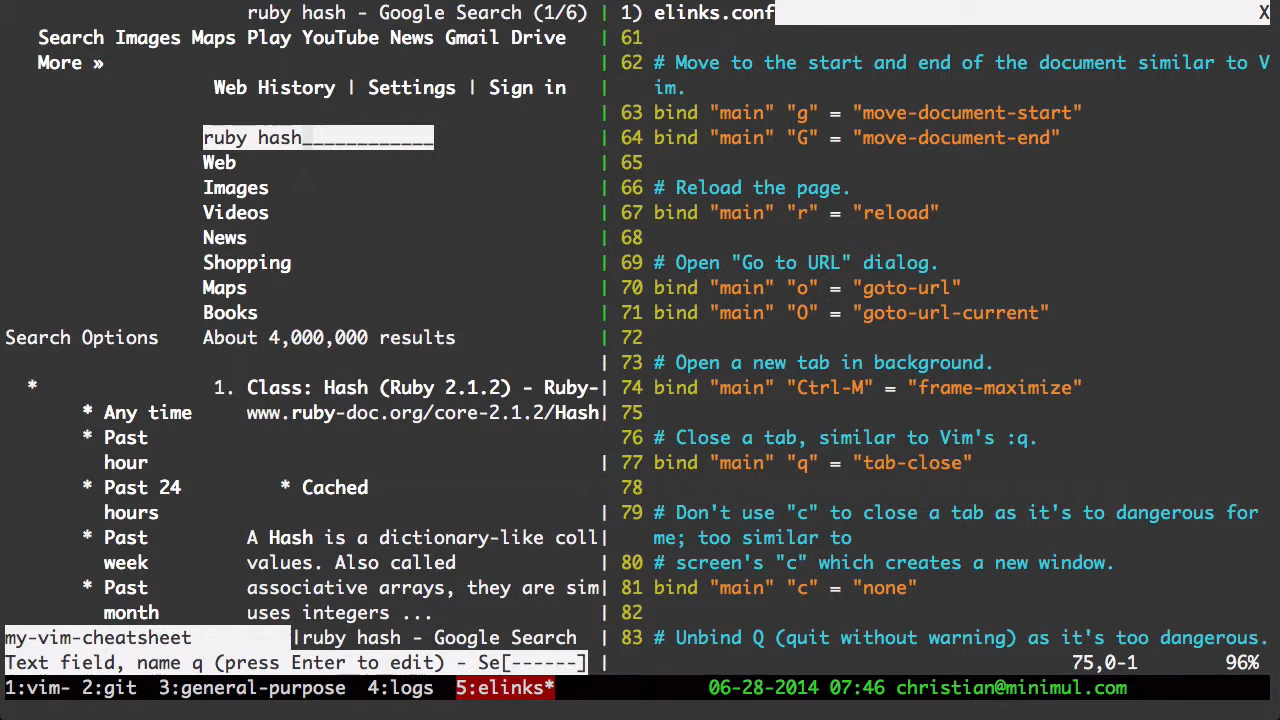 ruby hash - Google Search (1/6)
Search Images Maps Play YouTube News Gmail Drive
More »
Web History | Settings | Sign in
ruby hash____________
Web
Images
Videos
News
Shopping
Maps
Books
Search Options About 4,000,000 results
* 1. Class: Hash (Ruby 2.1.2) - Ruby-
* Any time www.ruby-doc.org/core-2.1.2/Hash
* Past
hour
* Past 24 * Cached
hours
* Past A Hash is a dictionary-like coll
week values. Also called
* Past associative arrays, they are sim
month uses integers ...
my-vim-cheatsheet |ruby hash - Google Search
Text field, name q (press Enter to edit) - Se[------]
1) elinks.conf X
61
62 # Move to the start and end of the document similar to V
im.
63 bind "main" "g" = "move-document-start"
64 bind "main" "G" = "move-document-end"
65
66 # Reload the page.
67 bind "main" "r" = "reload"
68
69 # Open "Go to URL" dialog.
70 bind "main" "o" = "goto-url"
71 bind "main" "O" = "goto-url-current"
72
73 # Open a new tab in background.
74 bind "main" "Ctrl-M" = "frame-maximize"
75
76 # Close a tab, similar to Vim's :q.
77 bind "main" "q" = "tab-close"
78
79 # Don't use "c" to close a tab as it's to dangerous for
me; too similar to
80 # screen's "c" which creates a new window.
81 bind "main" "c" = "none"
82
83 # Unbind Q (quit without warning) as it's too dangerous.
75,0-1 96%
1:vim- 2:git 3:general-purpose 4:logs 5:elinks* 06-28-2014 07:46 christian@minimul.com